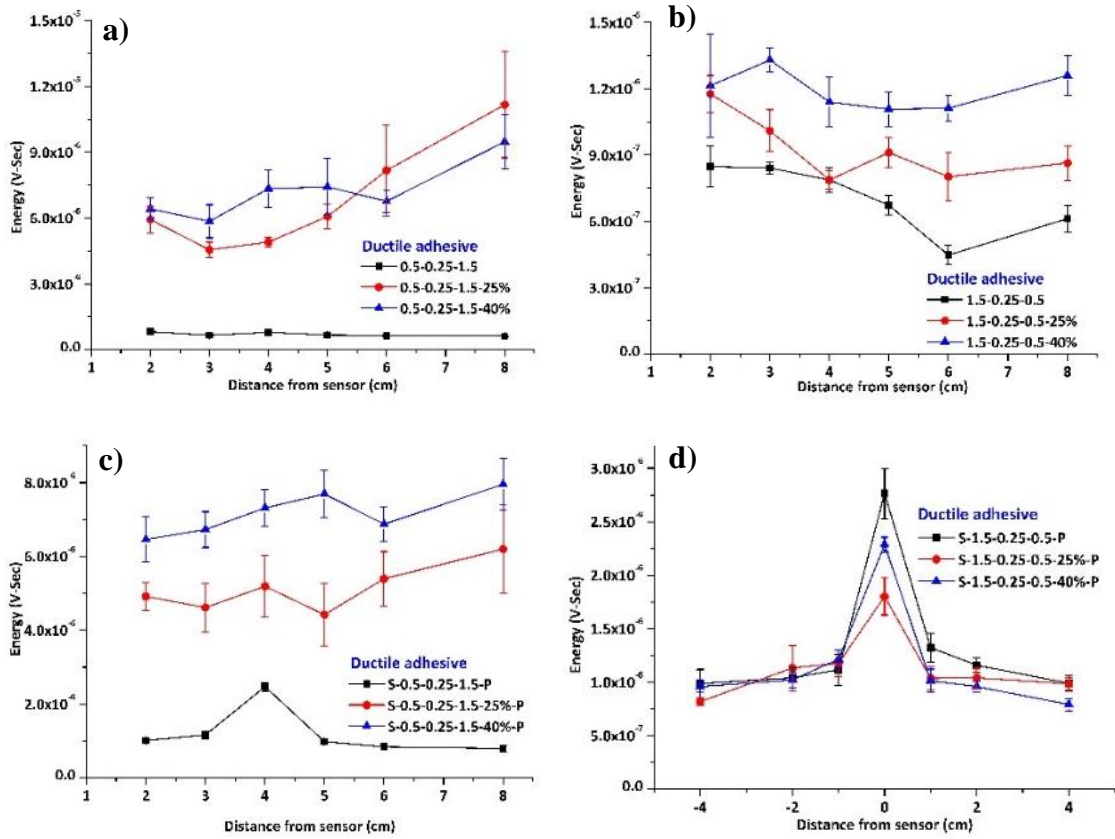 a)
1.5x10⁻⁵
1.2x10⁻⁵
9.0x10⁻⁶
6.0x10⁻⁶
3.0x10⁻⁶
0.0
Energy (V-Sec)
Ductile adhesive
0.5-0.25-1.5
0.5-0.25-1.5-25%
0.5-0.25-1.5-40%
1 2 3 4 5 6 8
Distance from sensor (cm)
b)
1.5x10⁻⁶
1.2x10⁻⁶
9.0x10⁻⁷
6.0x10⁻⁷
3.0x10⁻⁷
0.0
Energy (V-Sec)
Ductile adhesive
1.5-0.25-0.5
1.5-0.25-0.5-25%
1.5-0.25-0.5-40%
1 2 3 4 5 6 8
Distance from sensor (cm)
c)
8.0x10⁻⁶
6.0x10⁻⁶
4.0x10⁻⁶
2.0x10⁻⁶
0.0
Energy (V-Sec)
Ductile adhesive
S-0.5-0.25-1.5-P
S-0.5-0.25-1.5-25%-P
S-0.5-0.25-1.5-40%-P
1 2 3 4 5 6 8
Distance from sensor (cm)
d)
3.0x10⁻⁶
2.5x10⁻⁶
2.0x10⁻⁶
1.5x10⁻⁶
1.0x10⁻⁶
5.0x10⁻⁷
0.0
Energy (V-Sec)
Ductile adhesive
S-1.5-0.25-0.5-P
S-1.5-0.25-0.5-25%-P
S-1.5-0.25-0.5-40%-P
-4 -2 0 1 2 4
Distance from sensor (cm)